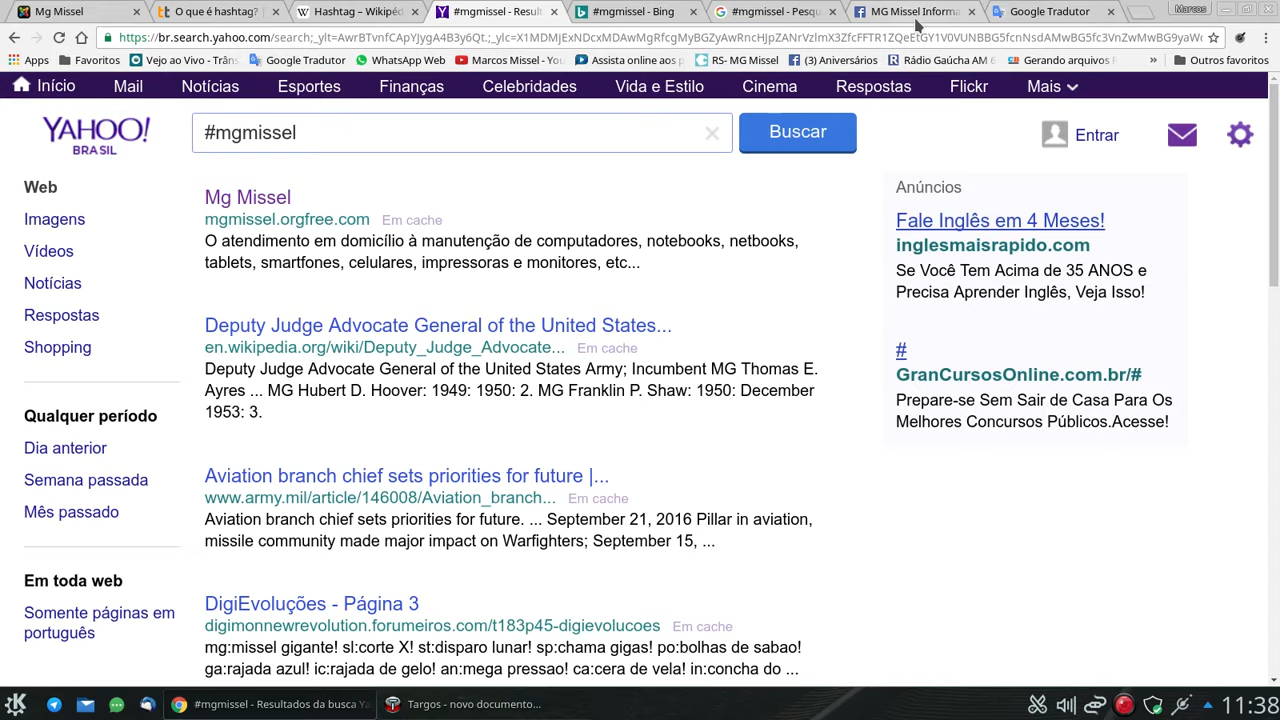 Mg Missel
O que é hashtag?
Hashtag – Wikipéd
#mgmissel - Resul
#mgmissel - Bing
#mgmissel - Pesqu
MG Missel Informa
Google Tradutor
Marcos
https://br.search.yahoo.com/search;_ylt=
Apps
Favoritos
Vejo ao Vivo - Trân
Google Tradutor
WhatsApp Web
Marcos Missel - Yo
Assista online aos p
RS- MG Missel
(3) Aniversários
Rádio Gaúcha AM 6
Gerando arquivos
»
Outros favoritos
Início
Mail
Notícias
Esportes
Finanças
Celebridades
Vida e Estilo
Cinema
Respostas
Flickr
Mais
YAHOO!
BRASIL
#mgmissel
Buscar
Entrar
Web
Imagens
Vídeos
Notícias
Respostas
Shopping
Qualquer período
Dia anterior
Semana passada
Mês passado
Em toda web
Somente páginas em
português
Mg Missel
mgmissel.orgfree.com Em cache
O atendimento em domicílio à manutenção de computadores, notebooks, netbooks,
tablets, smartfones, celulares, impressoras e monitores, etc...
Deputy Judge Advocate General of the United States...
en.wikipedia.org/wiki/Deputy_Judge_Advocate... Em cache
Deputy Judge Advocate General of the United States Army; Incumbent MG Thomas E.
Ayres ... MG Hubert D. Hoover: 1949: 1950: 2. MG Franklin P. Shaw: 1950: December
1953: 3.
Aviation branch chief sets priorities for future |...
www.army.mil/article/146008/Aviation_branch... Em cache
Aviation branch chief sets priorities for future. ... September 21, 2016 Pillar in aviation,
missile community made major impact on Warfighters; September 15, ...
DigiEvoluções - Página 3
digimonnewrevolution.forumeiros.com/t183p45-digievolucoes Em cache
mg:missel gigante! sl:corte X! st:disparo lunar! sp:chama gigas! po:bolhas de sabao!
ga:rajada azul! ic:rajada de gelo! an:mega pressao! ca:cera de vela! in:concha do ...
Anúncios
Fale Inglês em 4 Meses!
inglesmaisrapido.com
Se Você Tem Acima de 35 ANOS e
Precisa Aprender Inglês, Veja Isso!
#
GranCursosOnline.com.br/#
Prepare-se Sem Sair de Casa Para Os
Melhores Concursos Públicos.Acesse!
#mgmissel - Resultados da busca Ya
Targos - novo documento...
11:38